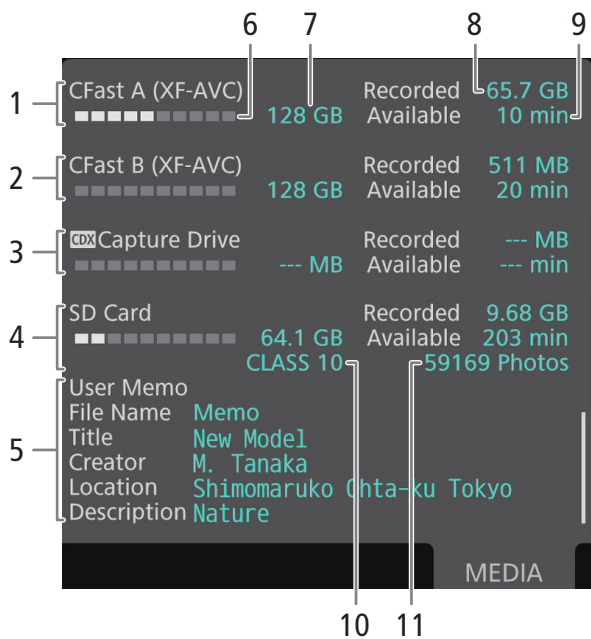 6 7 8 9
1 CFast A (XF-AVC) Recorded 65.7 GB
128 GB Available 10 min
2 CFast B (XF-AVC) Recorded 511 MB
128 GB Available 20 min
3 CDX Capture Drive Recorded --- MB
--- MB Available --- min
4 SD Card Recorded 9.68 GB
64.1 GB Available 203 min
CLASS 10 59169 Photos
5 User Memo
File Name Memo
Title New Model
Creator M. Tanaka
Location Shimomaruko Ohta-ku Tokyo
Description Nature
MEDIA
10 11